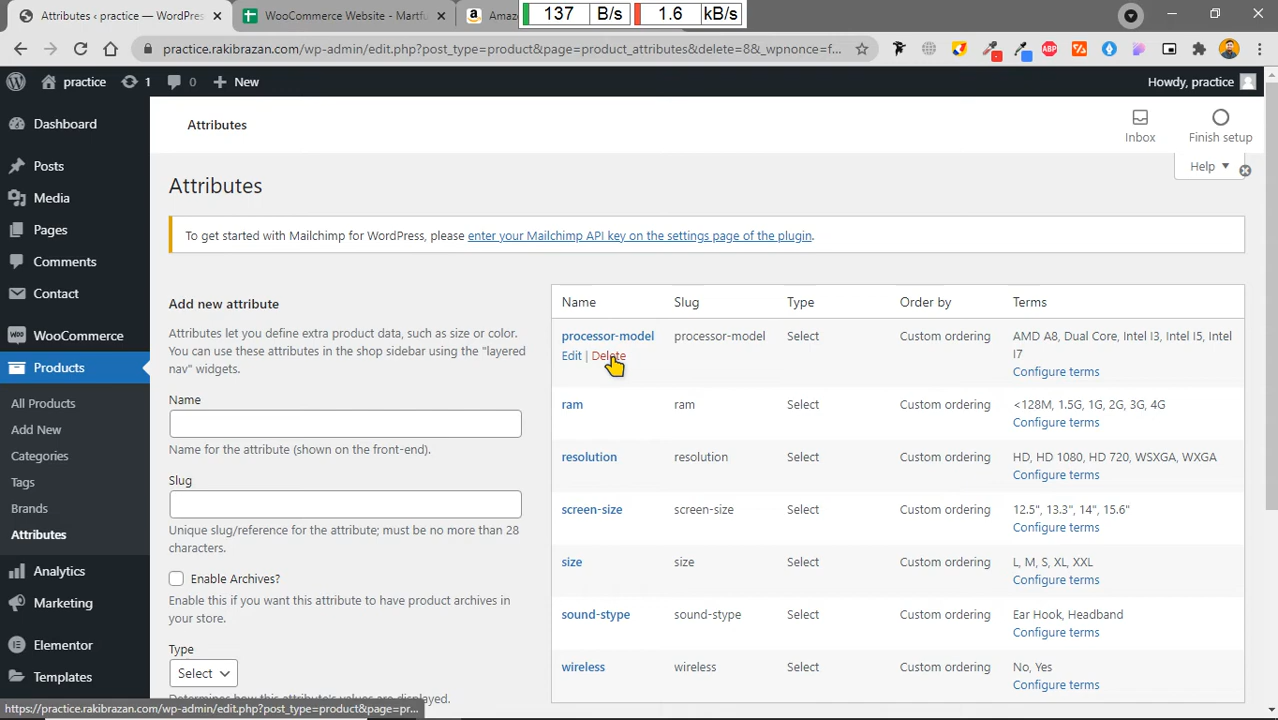 Attributes ‹ practice — WordPres
WooCommerce Website - Martfu
Amazo
137 B/s 1.6 kB/s
practice.rakibrazan.com/wp-admin/edit.php?post_type=product&page=product_attributes&delete=8&_wpnonce=f...
practice 1 0 New
Howdy, practice
Attributes
Inbox
Finish setup
Help
Dashboard
Posts
Media
Pages
Comments
Contact
WooCommerce
Products
All Products
Add New
Categories
Tags
Brands
Attributes
Analytics
Marketing
Elementor
Templates
Attributes
To get started with Mailchimp for WordPress, please enter your Mailchimp API key on the settings page of the plugin.
Add new attribute
Attributes let you define extra product data, such as size or color.
You can use these attributes in the shop sidebar using the "layered
nav" widgets.
Name
Name for the attribute (shown on the front-end).
Slug
Unique slug/reference for the attribute; must be no more than 28
characters.
Enable Archives?
Enable this if you want this attribute to have product archives in
your store.
Type
Select
Determines how this attribute's values are displayed.
Name Slug Type Order by Terms
processor-model processor-model Select Custom ordering AMD A8, Dual Core, Intel I3, Intel I5, Intel
I7
Edit | Delete
Configure terms
ram ram Select Custom ordering <128M, 1.5G, 1G, 2G, 3G, 4G
Configure terms
resolution resolution Select Custom ordering HD, HD 1080, HD 720, WSXGA, WXGA
Configure terms
screen-size screen-size Select Custom ordering 12.5", 13.3", 14", 15.6"
Configure terms
size size Select Custom ordering L, M, S, XL, XXL
Configure terms
sound-stype sound-stype Select Custom ordering Ear Hook, Headband
Configure terms
wireless wireless Select Custom ordering No, Yes
Configure terms
https://practice.rakibrazan.com/wp-admin/edit.php?post_type=product&page=pr...